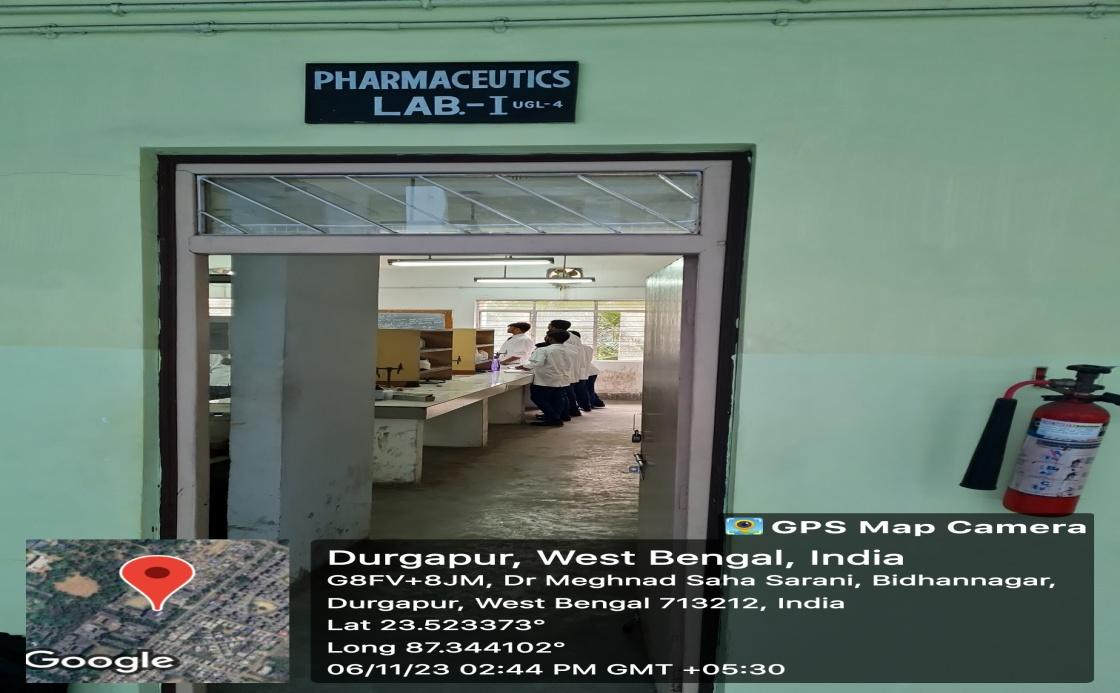 PHARMACEUTICS
LAB.-I UGL-4
GPS Map Camera
Durgapur, West Bengal, India
G8FV+8JM, Dr Meghnad Saha Sarani, Bidhannagar,
Durgapur, West Bengal 713212, India
Lat 23.523373°
Long 87.344102°
06/11/23 02:44 PM GMT +05:30
Google